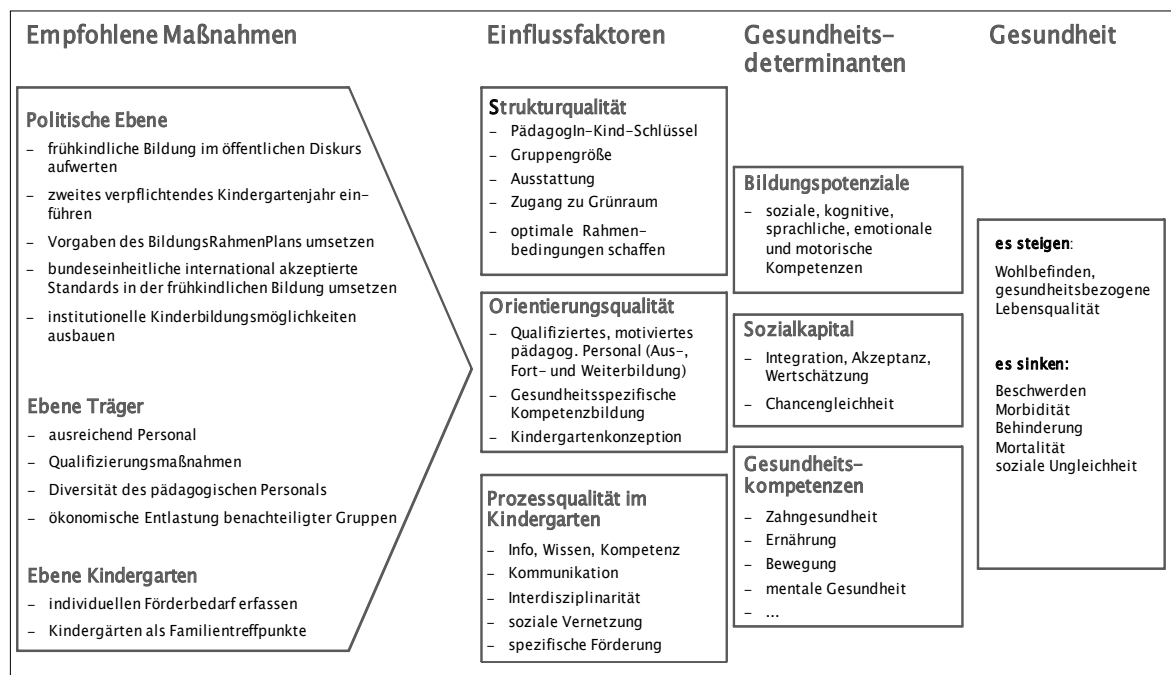 Empfohlene Maßnahmen
Politische Ebene
– frühkindliche Bildung im öffentlichen Diskurs
aufwerten
– zweites verpflichtendes Kindergartenjahr ein-
führen
– Vorgaben des BildungsRahmenPlans umsetzen
– bundeseinheitliche international akzeptierte
Standards in der frühkindlichen Bildung umsetzen
– institutionelle Kinderbildungsmöglichkeiten
ausbauen
Ebene Träger
– ausreichend Personal
– Qualifizierungsmaßnahmen
– Diversität des pädagogischen Personals
– ökonomische Entlastung benachteiligter Gruppen
Ebene Kindergarten
– individuellen Förderbedarf erfassen
– Kindergärten als Familientreffpunkte
Einflussfaktoren
Strukturqualität
– PädagogIn-Kind-Schlüssel
– Gruppengröße
– Ausstattung
– Zugang zu Grünraum
– optimale Rahmen-
bedingungen schaffen
Orientierungsqualität
– Qualifiziertes, motiviertes
pädagog. Personal (Aus-,
Fort- und Weiterbildung)
– Gesundheitsspezifische
Kompetenzbildung
– Kindergartenkonzeption
Prozessqualität im
Kindergarten
– Info, Wissen, Kompetenz
– Kommunikation
– Interdisziplinarität
– soziale Vernetzung
– spezifische Förderung
Gesundheits-
determinanten
Bildungspotenziale
– soziale, kognitive,
sprachliche, emotionale
und motorische
Kompetenzen
Sozialkapital
– Integration, Akzeptanz,
Wertschätzung
– Chancengleichheit
Gesundheits-
kompetenzen
– Zahngesundheit
– Ernährung
– Bewegung
– mentale Gesundheit
– ...
Gesundheit
es steigen:
Wohlbefinden,
gesundheitsbezogene
Lebensqualität
es sinken:
Beschwerden
Morbidität
Behinderung
Mortalität
soziale Ungleichheit